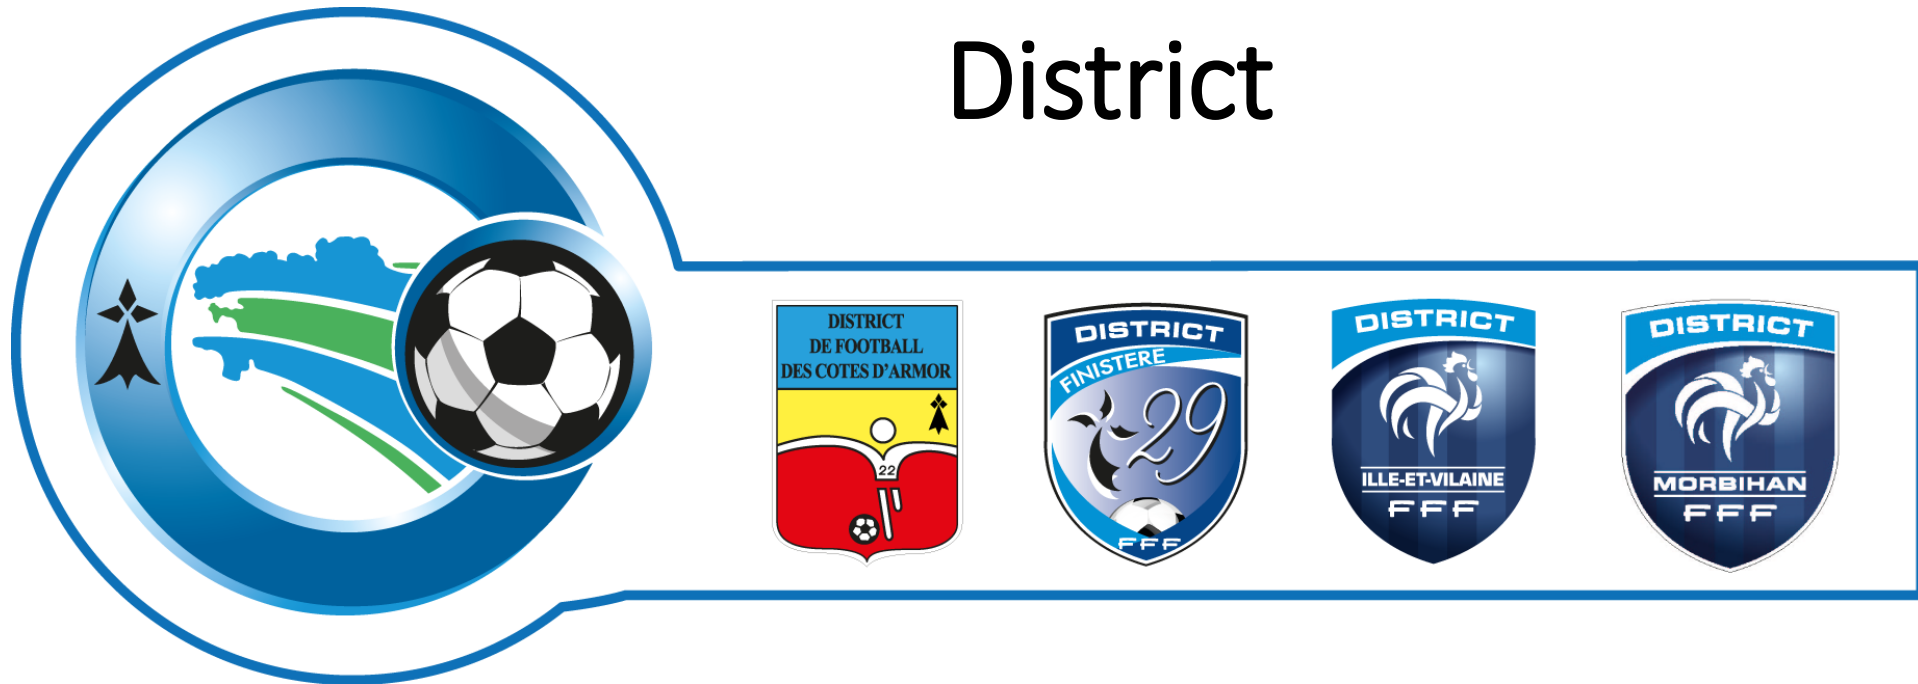 District
DISTRICT
DE FOOTBALL
DES COTES D'ARMOR
22
DISTRICT
FINISTERE
29
FFF
DISTRICT
ILLE-ET-VILAINE
FFF
DISTRICT
MORBIHAN
FFF